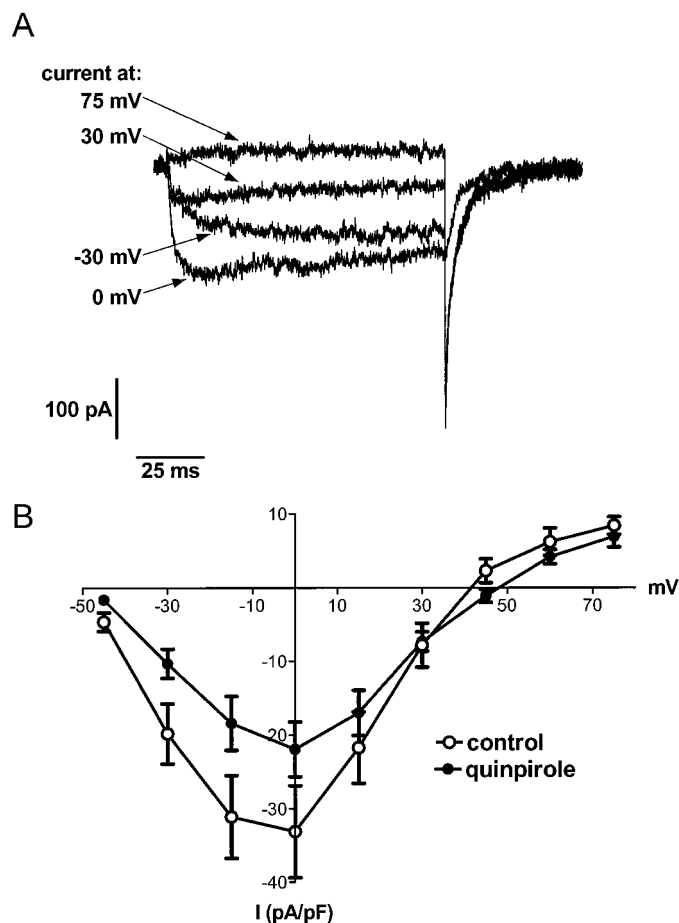 A
current at:
75 mV
30 mV
-30 mV
0 mV
100 pA
25 ms
B
10
mV
-50
-30
-10
10
30
50
70
-10
-20
-30
-40
control
quinpirole
I (pA/pF)